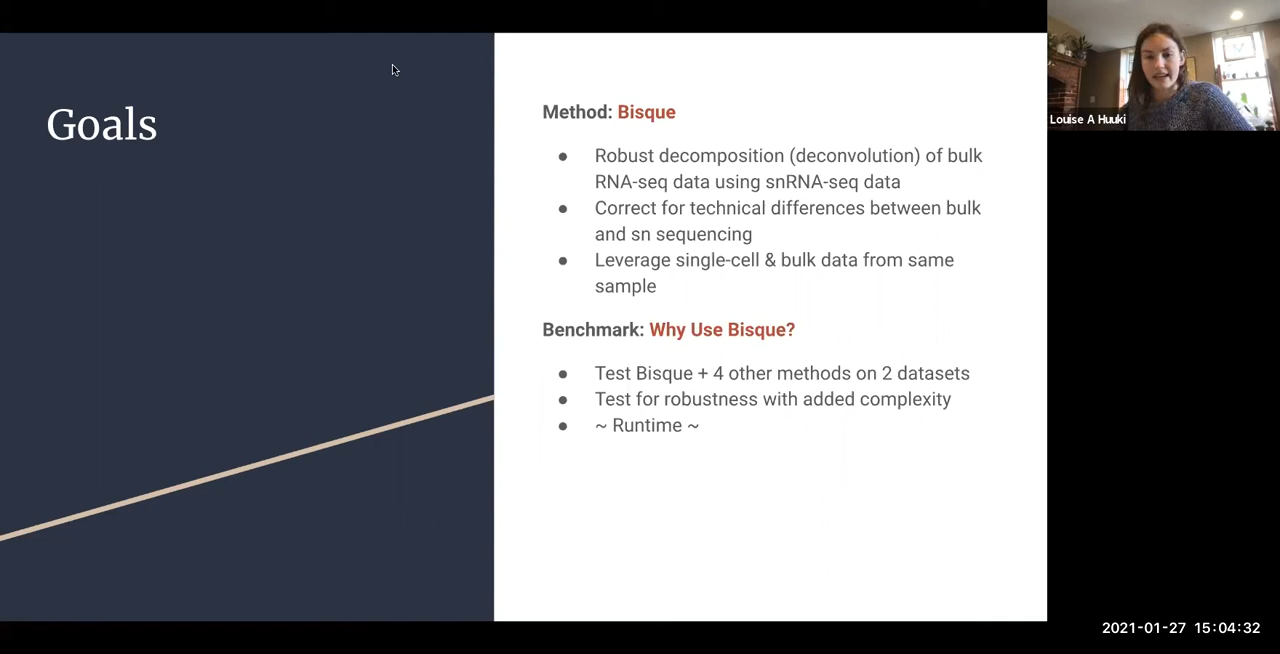 Goals
Method: Bisque
● Robust decomposition (deconvolution) of bulk
RNA-seq data using snRNA-seq data
● Correct for technical differences between bulk
and sn sequencing
● Leverage single-cell & bulk data from same
sample
Benchmark: Why Use Bisque?
● Test Bisque + 4 other methods on 2 datasets
● Test for robustness with added complexity
● ~ Runtime ~
Louise A Huuki
2021-01-27 15:04:32